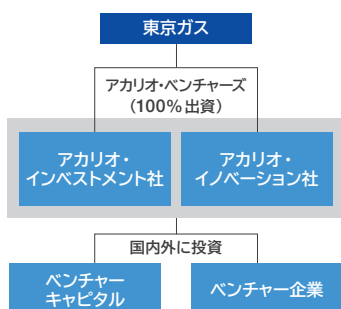 東京ガス
アカリオ・ベンチャーズ
（100％出資）
アカリオ・
インベストメント社
アカリオ・
イノベーション社
国内外に投資
ベンチャー
キャピタル
ベンチャー企業